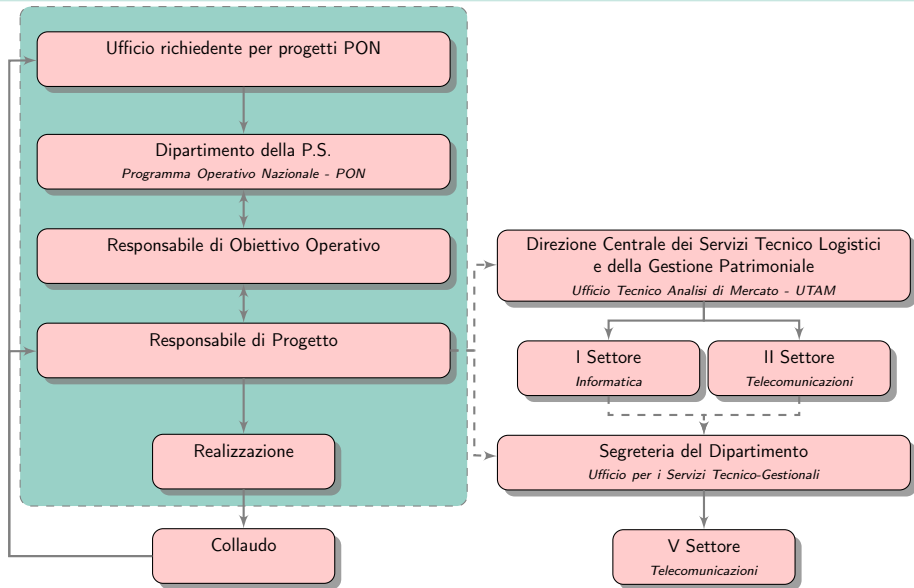 Ufficio richiedente per progetti PON
Dipartimento della P.S.
Programma Operativo Nazionale - PON
Responsabile di Obiettivo Operativo
Responsabile di Progetto
Realizzazione
Collaudo
Direzione Centrale dei Servizi Tecnico Logistici
e della Gestione Patrimoniale
Ufficio Tecnico Analisi di Mercato - UTAM
I Settore
Informatica
II Settore
Telecomunicazioni
Segreteria del Dipartimento
Ufficio per i Servizi Tecnico-Gestionali
V Settore
Telecomunicazioni